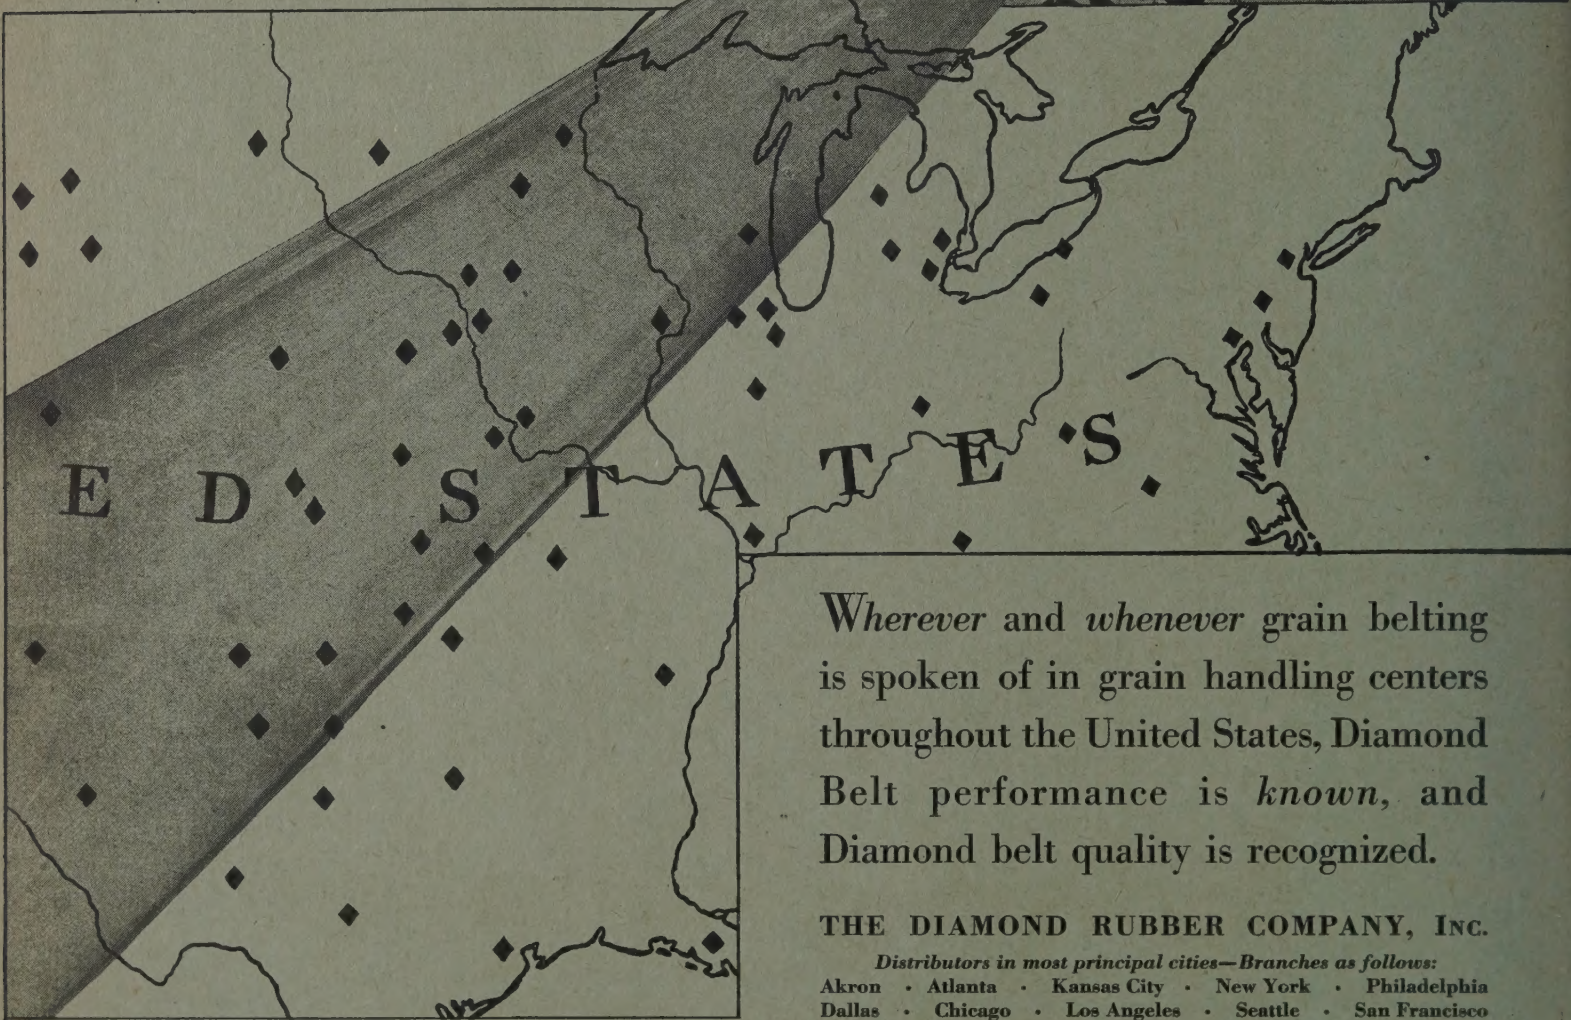 ED STATES
Wherever and whenever grain belting
is spoken of in grain handling centers
throughout the United States, Diamond
Belt performance is known, and
Diamond belt quality is recognized.
THE DIAMOND RUBBER COMPANY, INC.
Distributors in most principal cities—Branches as follows:
Akron · Atlanta · Kansas City · New York · Philadelphia
Dallas · Chicago · Los Angeles · Seattle · San Francisco